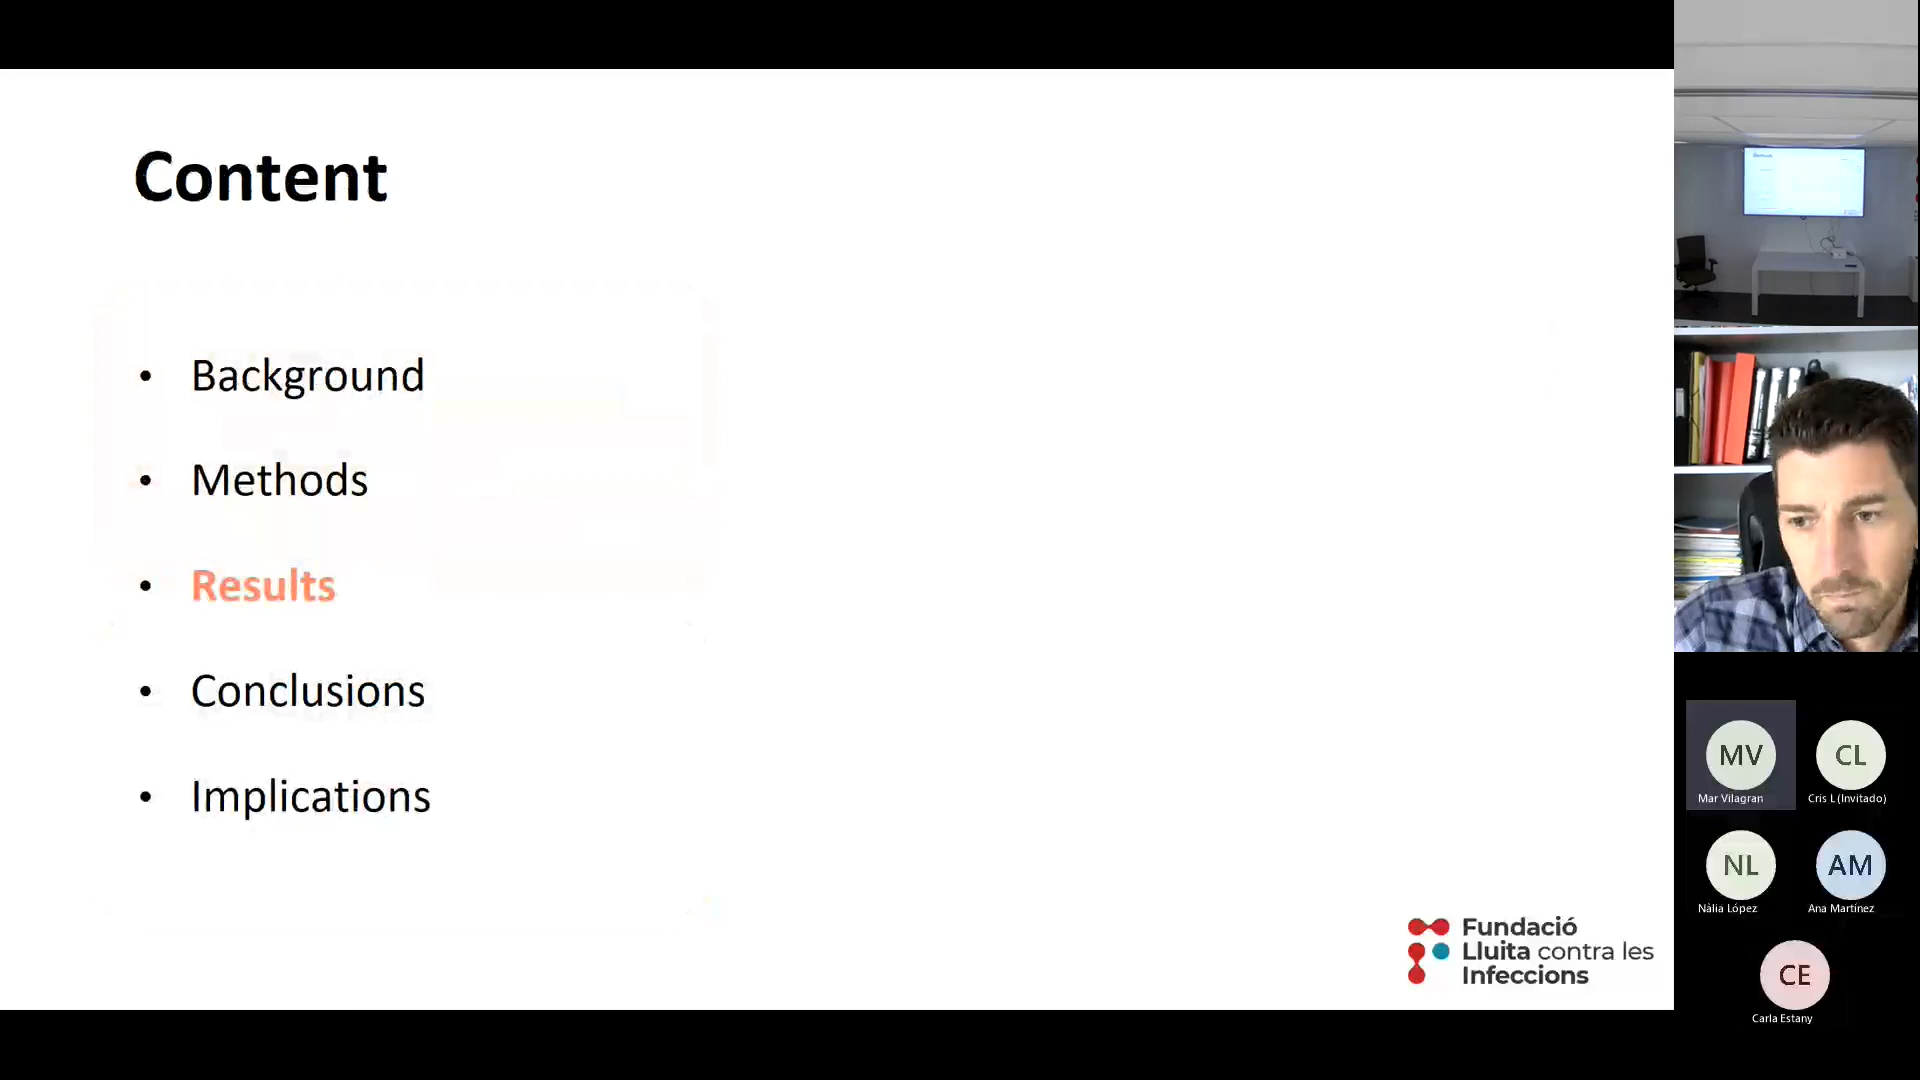 Content
• Background
• Methods
• Results
• Conclusions
• Implications
Fundació
Lluita contra les
Infeccions
MV
Mar Vilagran
CL
Cris L (Invitado)
NL
Nàlia López
AM
Ana Martínez
CE
Carla Estany